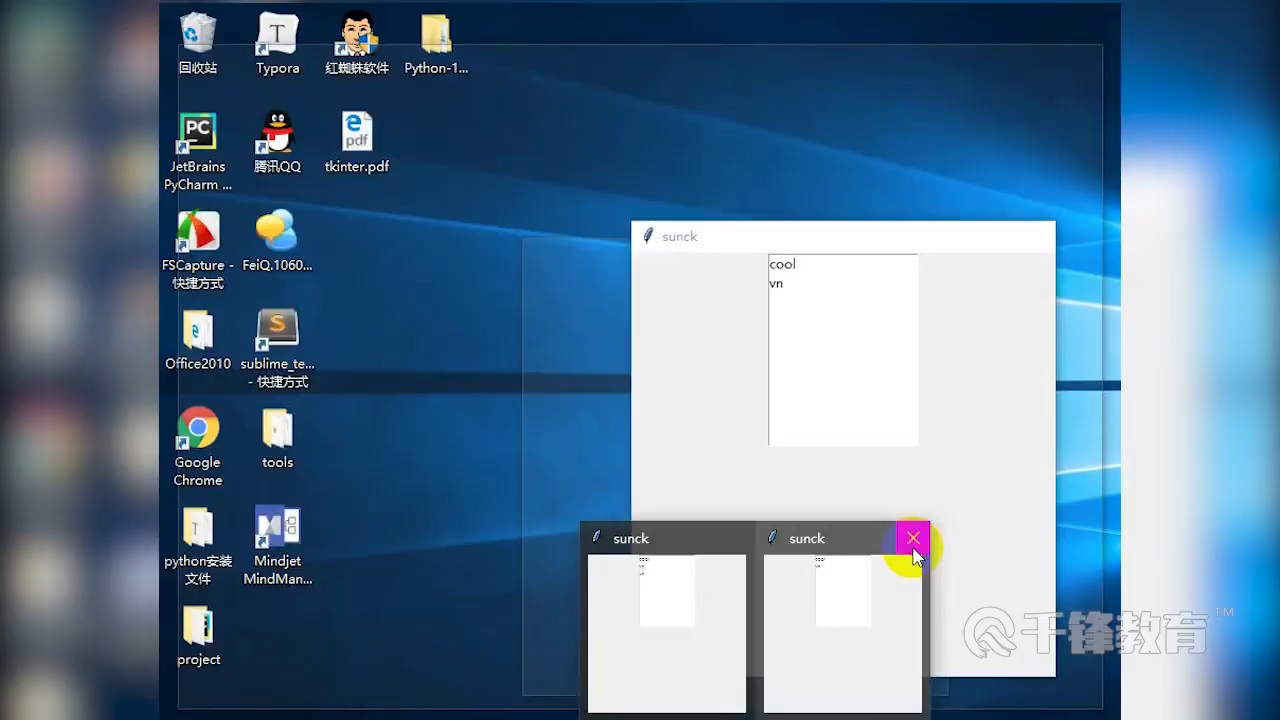 回收站
Typora
红蜘蛛软件
Python-1...
JetBrains
PyCharm ...
腾讯QQ
tkinter.pdf
FSCapture -
快捷方式
FeiQ.1060...
Office2010
sublime_te...
- 快捷方式
Google
Chrome
tools
python安装
文件
Mindjet
MindMan...
project
sunck
cool
vn
sunck
sunck
千锋教育™